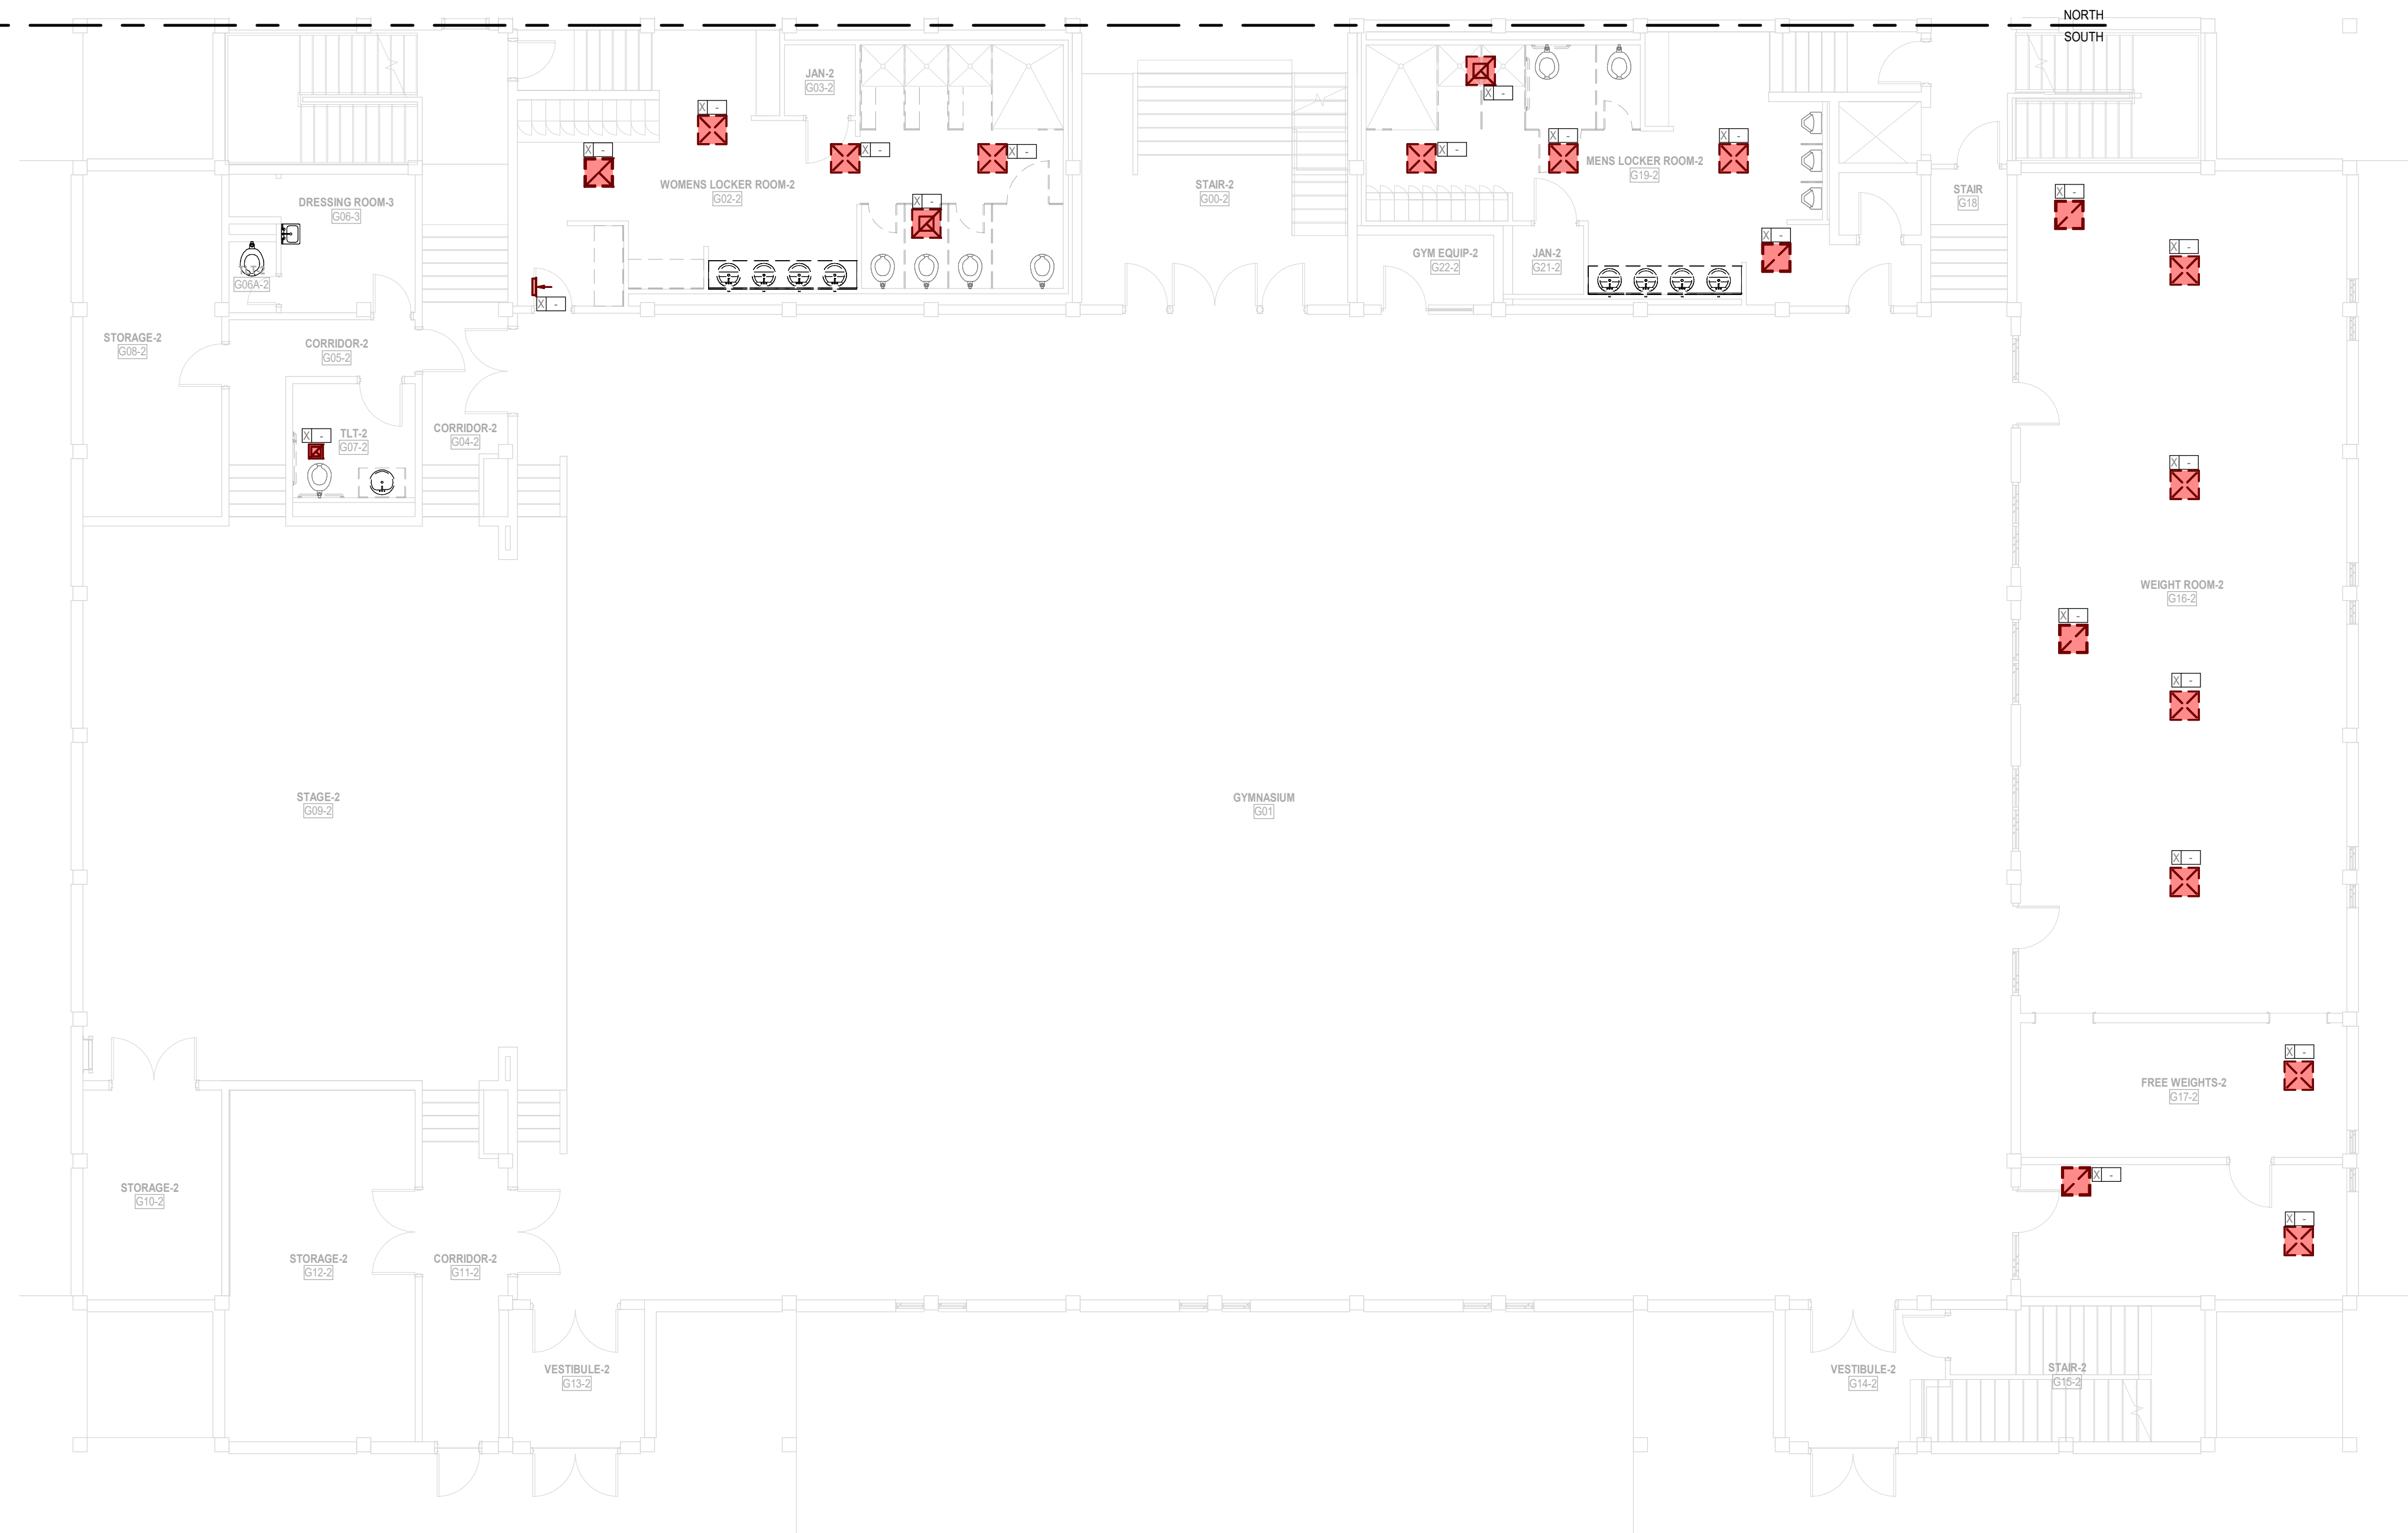 NORTH
SOUTH
JAN-2
G03-2
X -
X -
X -
X -
X -
X -
X -
X -
X -
X -
X -
X -
WOMENS LOCKER ROOM-2
G02-2
DRESSING ROOM-3
G06-3
G06A-2
STAIR-2
G00-2
MENS LOCKER ROOM-2
G19-2
STAIR
G18
GYM EQUIP-2
G22-2
JAN-2
G21-2
X -
X -
STORAGE-2
G08-2
CORRIDOR-2
G05-2
CORRIDOR-2
G04-2
X -
TLT-2
G07-2
X -
WEIGHT ROOM-2
G16-2
X -
X -
STAGE-2
G09-2
GYMNASIUM
G01
X -
X -
FREE WEIGHTS-2
G17-2
X -
X -
STORAGE-2
G10-2
STORAGE-2
G12-2
CORRIDOR-2
G11-2
VESTIBULE-2
G13-2
VESTIBULE-2
G14-2
STAIR-2
G15-2